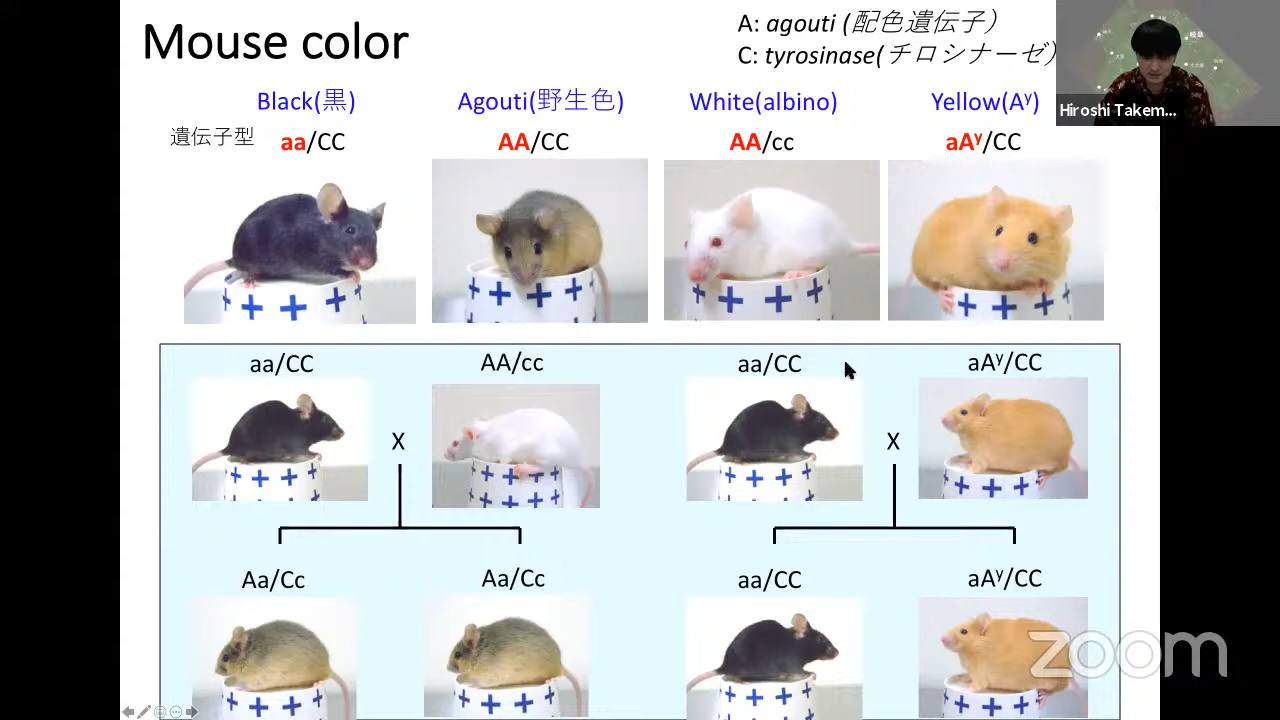 Mouse color
A: agouti (配色遺伝子)
C: tyrosinase(チロシナーゼ)
岐阜
Hiroshi Takem...
Black(黒)
Agouti(野生色)
White(albino)
Yellow(Aʸ)
遺伝子型
aa/CC
AA/CC
AA/cc
aAʸ/CC
aa/CC
AA/cc
aa/CC
aAʸ/CC
X
X
Aa/Cc
Aa/Cc
aa/CC
aAʸ/CC
zoom